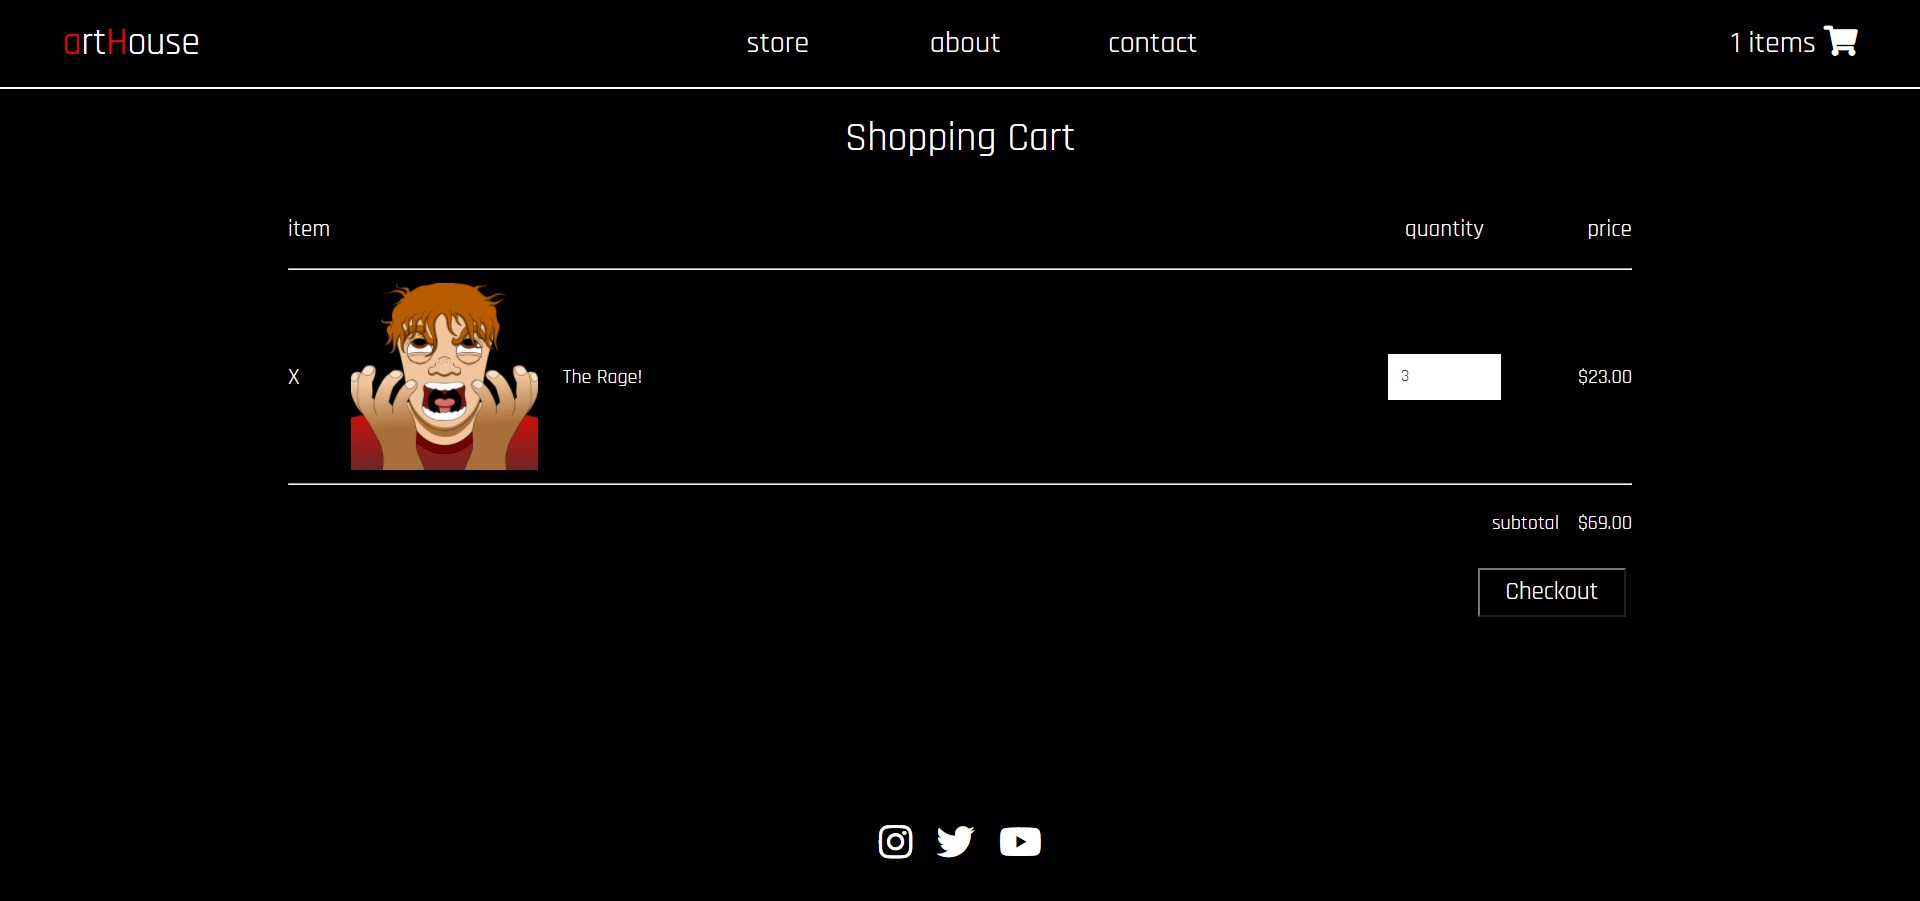 artHouse store about contact 1 items
Shopping Cart
item quantity price
X The Rage! 3 $23.00
subtotal $69.00
Checkout